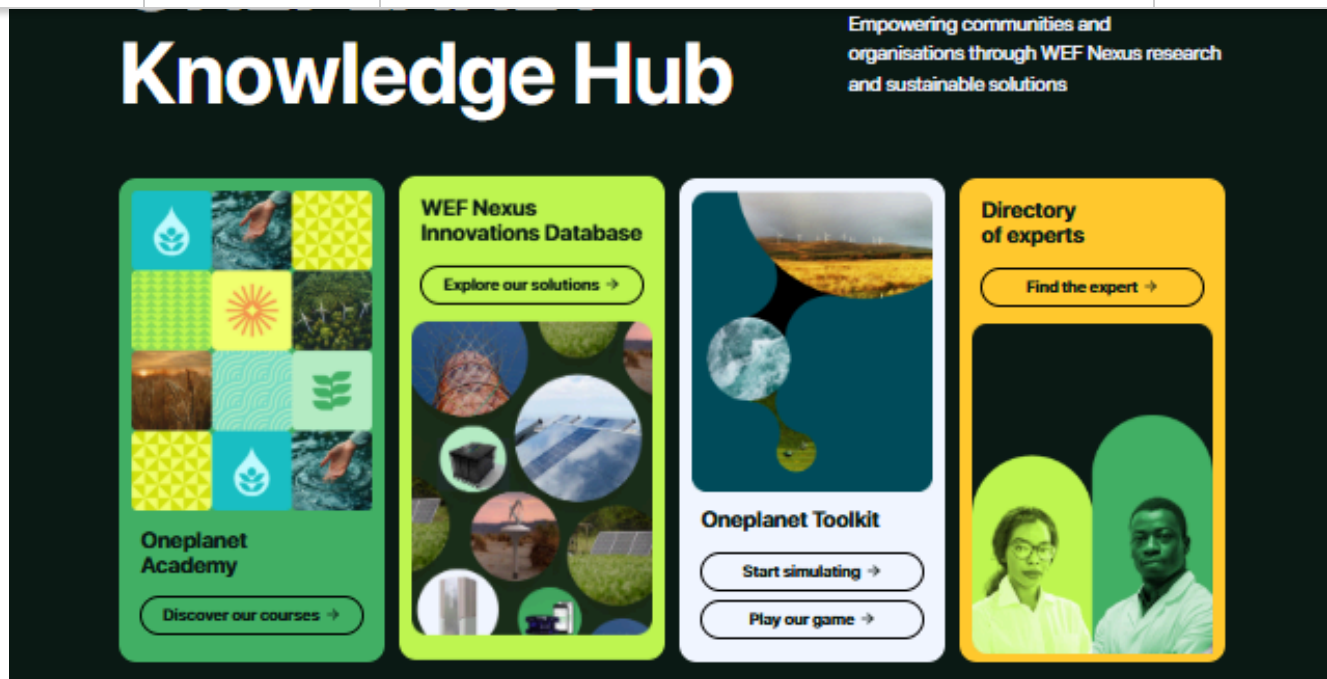 Knowledge Hub
Empowering communities and
organisations through WEF Nexus research
and sustainable solutions
Oneplanet
Academy
Discover our courses →
WEF Nexus
Innovations Database
Explore our solutions →
Oneplanet Toolkit
Start simulating →
Play our game →
Directory
of experts
Find the expert →